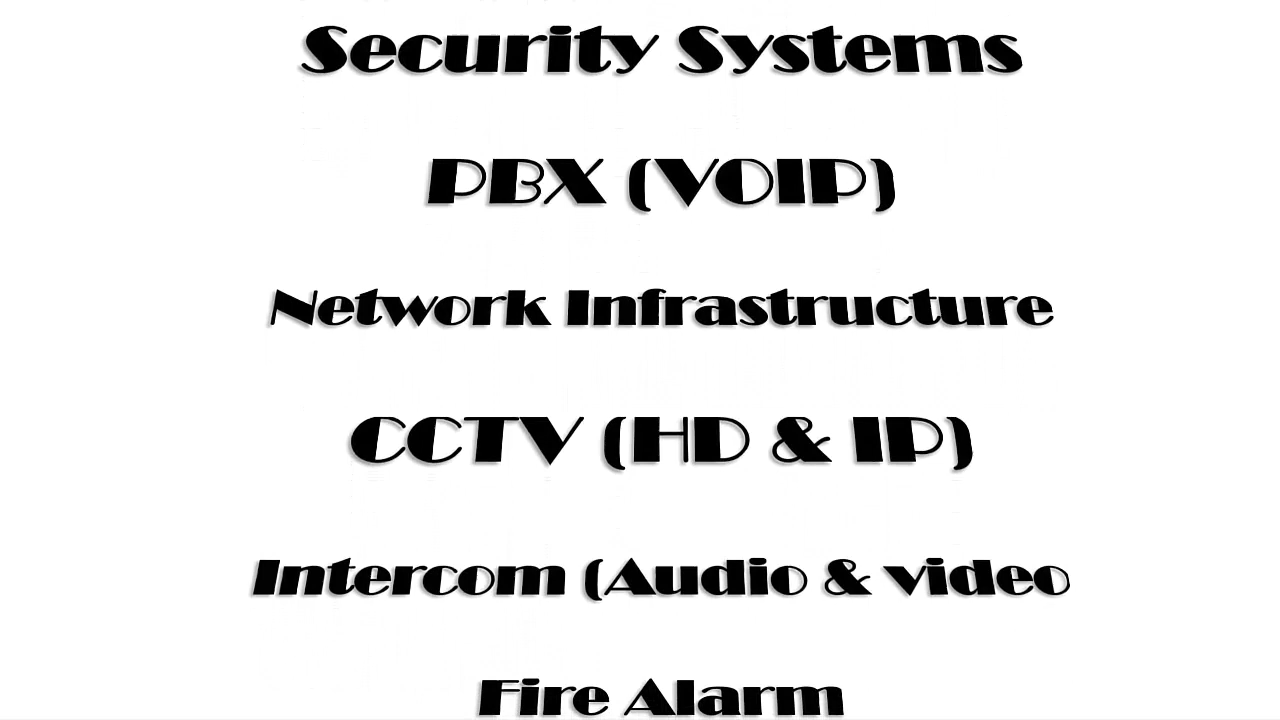 Security Systems
PBX (VOIP)
Network Infrastructure
CCTV (HD & IP)
Intercom (Audio & video
Fire Alarm